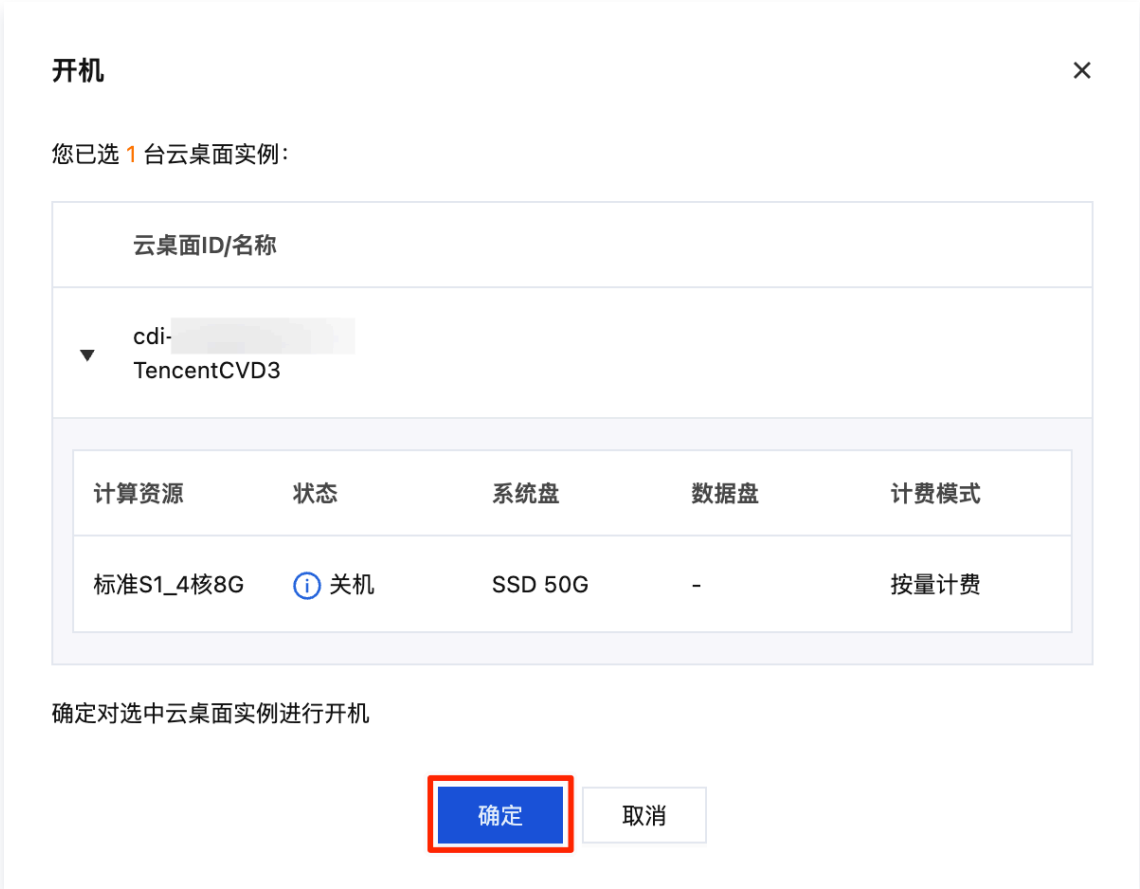 开机
您已选 1 台云桌面实例：
云桌面ID/名称
cdi-
TencentCVD3
计算资源 状态 系统盘 数据盘 计费模式
标准S1_4核8G 关机 SSD 50G - 按量计费
确定对选中云桌面实例进行开机
确定 取消